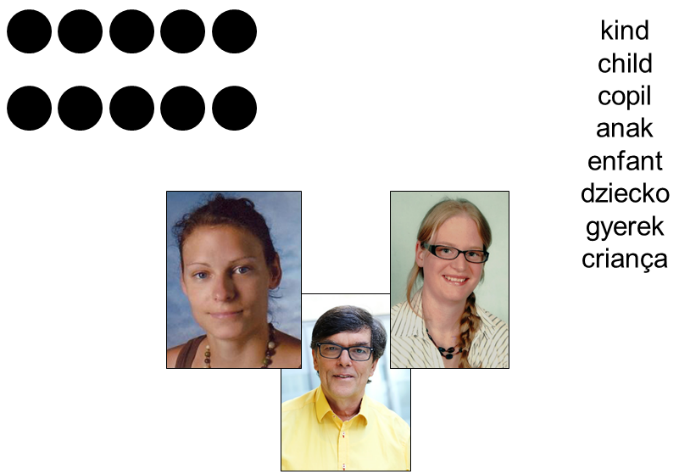 kind
child
copil
anak
enfant
dziecko
gyerek
criança